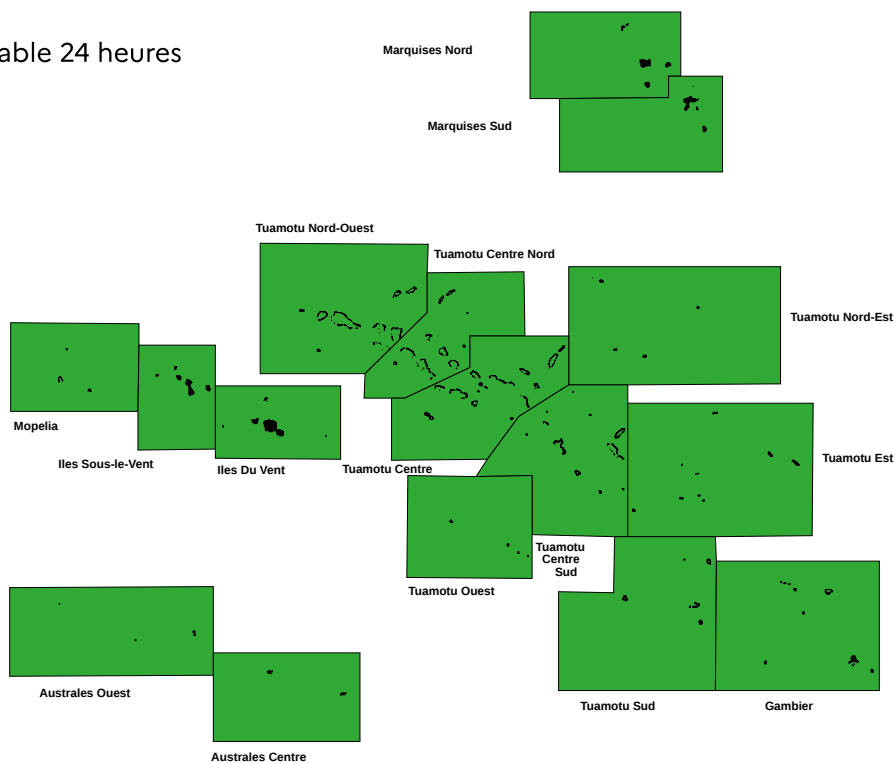 able 24 heures
Marquises Nord
Marquises Sud
Tuamotu Nord-Ouest
Tuamotu Centre Nord
Tuamotu Nord-Est
Mopelia
Iles Sous-le-Vent
Iles Du Vent
Tuamotu Centre
Tuamotu Est
Tuamotu
Centre
Sud
Tuamotu Ouest
Australes Ouest
Tuamotu Sud
Gambier
Australes Centre